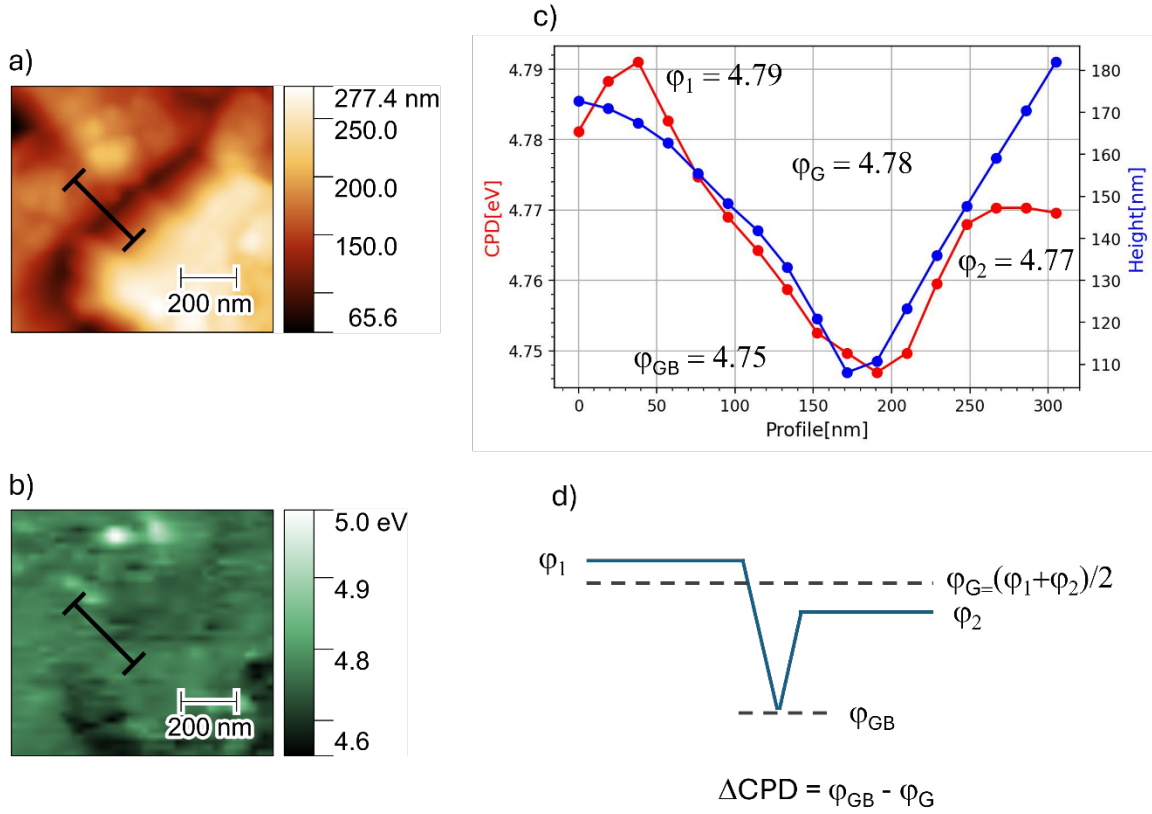 a)
277.4 nm
250.0
200.0
150.0
65.6
200 nm
b)
5.0 eV
4.9
4.8
4.6
200 nm
c)
4.79
4.78
4.77
4.76
4.75
CPD[eV]
φ1 = 4.79
φG = 4.78
φ2 = 4.77
φGB = 4.75
180
170
160
150
140
130
120
110
Height[nm]
0 50 100 150 200 250 300
Profile[nm]
d)
φ1
φG=(φ1+φ2)/2
φ2
φGB
ΔCPD = φGB - φG